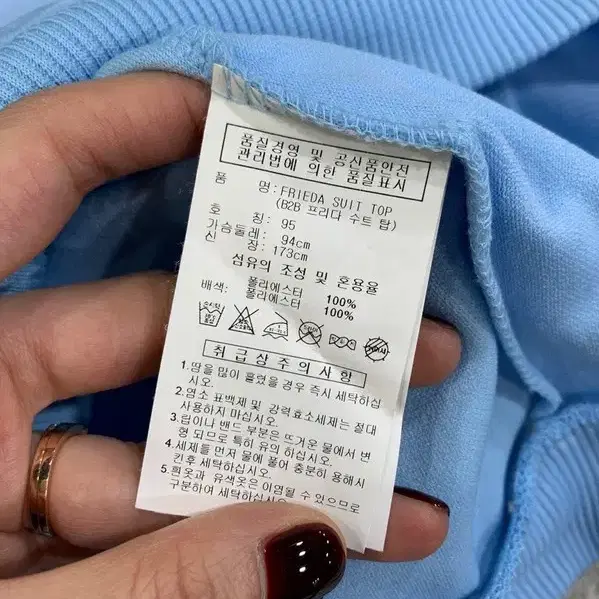 품질경영 및 공산품안전
관리법에 의한 품질표시
품 명:FRIEDA SUIT TOP
(B2B 프리다 수트 탑)
호 칭: 95
가슴둘레: 94cm
신 장: 173cm
섬유의 조성 및 혼용율
폴리에스터 100%
배색: 폴리에스터 100%
취급상주의사항
1.땀을 많이 흘렸을 경우 즉시 세탁하십
시오.
2.염소 표백제및 강력효소세제는 절대
사용하지 마십시오.
3.립이나 밴드 부분은 뜨거운 물에서 변
형 되므로 특히 유의 하십시오.
4.세제를 먼저 물에 풀어 충분히 용해시
킨후 세탁하십시오.
5.흰옷과 유색옷은 이염될 수 있으므로
구분하여 세탁하십시오.